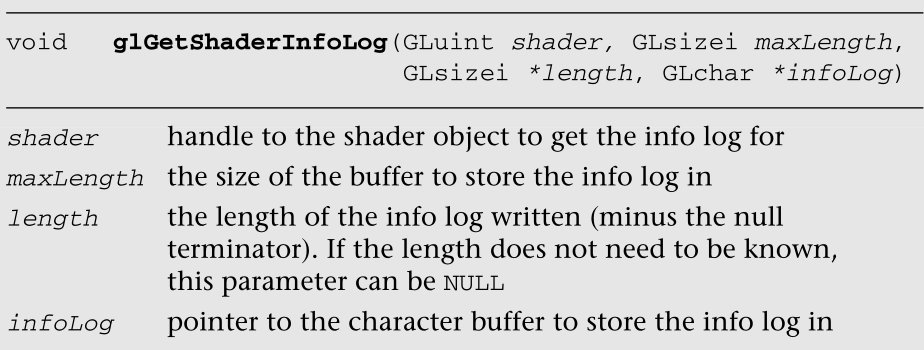 void glGetShaderInfoLog(GLuint shader, GLsizei maxLength,
GLsizei *length, GLchar *infoLog)
shader handle to the shader object to get the info log for
maxLength the size of the buffer to store the info log in
length the length of the info log written (minus the null
terminator). If the length does not need to be known,
this parameter can be NULL
infoLog pointer to the character buffer to store the info log in